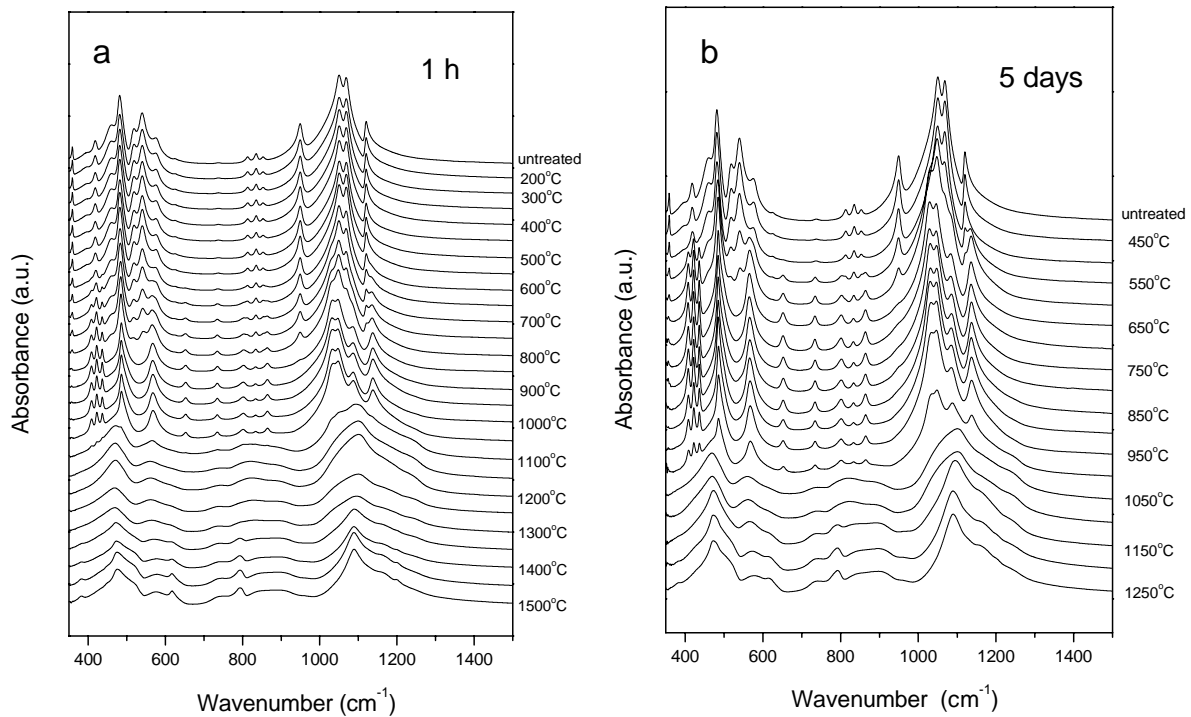 a
1 h
untreated
200°C
300°C
400°C
500°C
600°C
700°C
800°C
900°C
1000°C
1100°C
1200°C
1300°C
1400°C
1500°C
Absorbance (a.u.)
400 600 800 1000 1200 1400
Wavenumber (cm⁻¹)
b
5 days
untreated
450°C
550°C
650°C
750°C
850°C
950°C
1050°C
1150°C
1250°C
Absorbance (a.u.)
400 600 800 1000 1200 1400
Wavenumber (cm⁻¹)